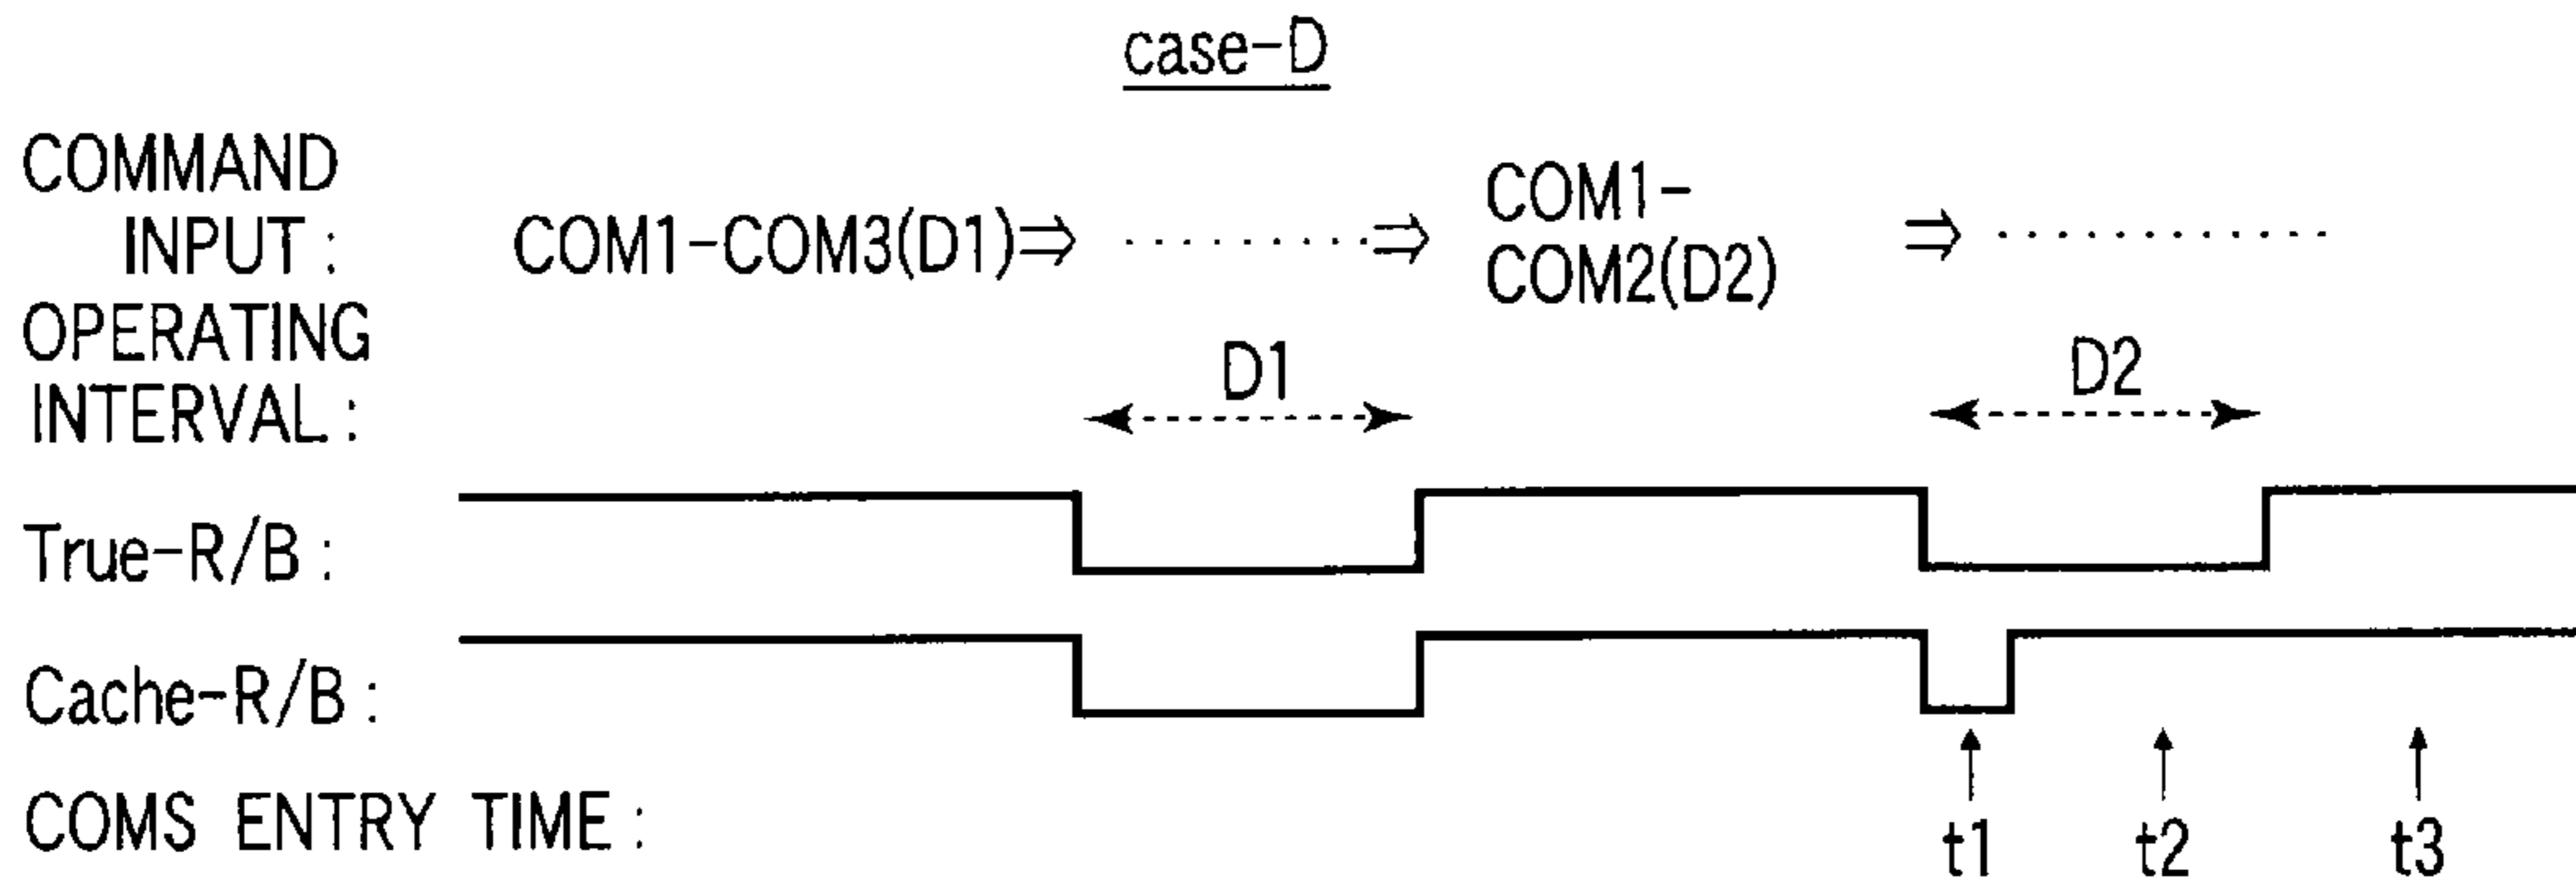 case-D
COMMAND
INPUT :
COM1-COM3(D1)⇒ ··········⇒ COM1-
COM2(D2) ⇒ ············
OPERATING
INTERVAL :
D1
D2
True-R/B :
Cache-R/B :
COMS ENTRY TIME :
t1
t2
t3